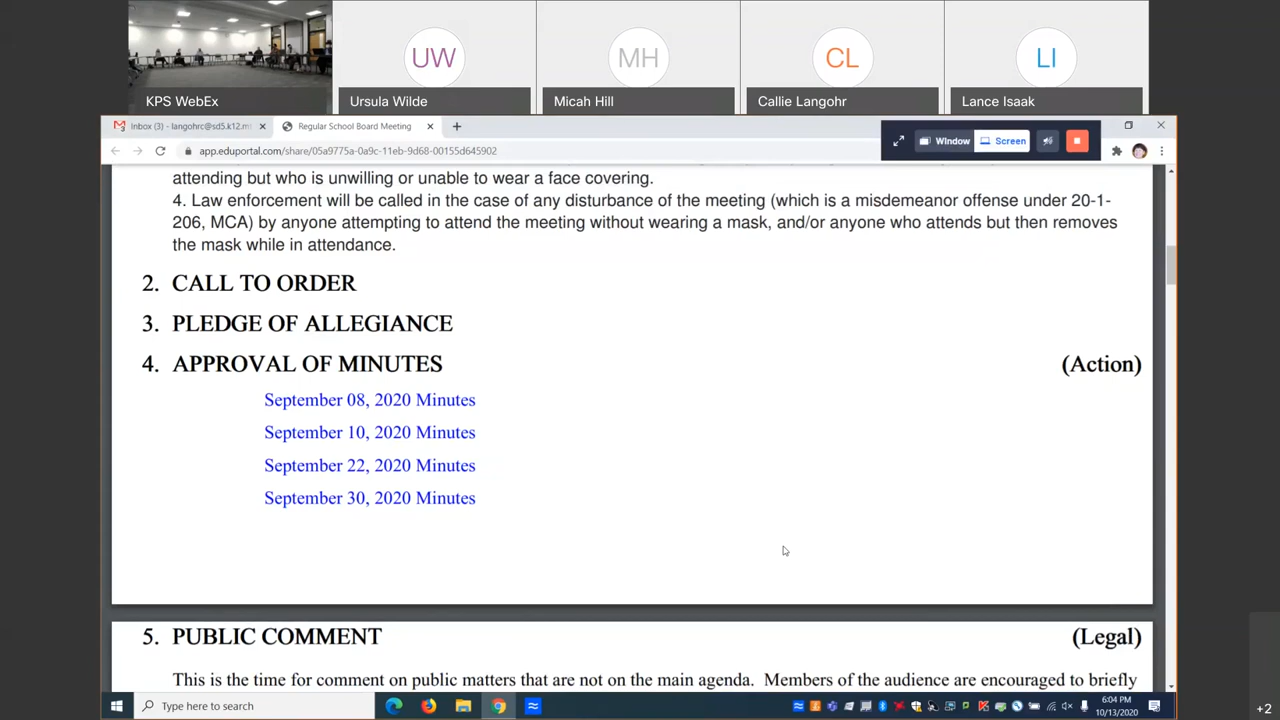 UW
MH
CL
LI
KPS WebEx
Ursula Wilde
Micah Hill
Callie Langohr
Lance Isaak
Inbox (3) - langohrc@sd5.k12.m
Regular School Board Meeting
Window
Screen
app.eduportal.com/share/05a9775a-0a9c-11eb-9d68-00155d645902
attending but who is unwilling or unable to wear a face covering.
4. Law enforcement will be called in the case of any disturbance of the meeting (which is a misdemeanor offense under 20-1-
206, MCA) by anyone attempting to attend the meeting without wearing a mask, and/or anyone who attends but then removes
the mask while in attendance.
2. CALL TO ORDER
3. PLEDGE OF ALLEGIANCE
4. APPROVAL OF MINUTES (Action)
September 08, 2020 Minutes
September 10, 2020 Minutes
September 22, 2020 Minutes
September 30, 2020 Minutes
5. PUBLIC COMMENT (Legal)
This is the time for comment on public matters that are not on the main agenda. Members of the audience are encouraged to briefly
Type here to search
6:04 PM
10/13/2020
+2